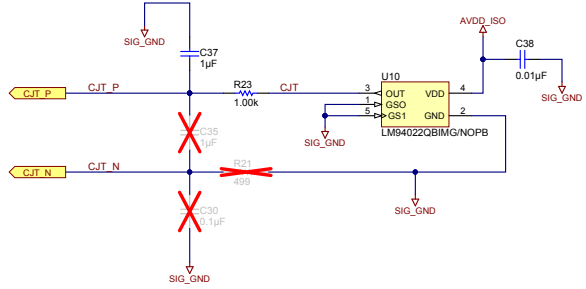 SIG_GND
C37
1µF
AVDD_ISO
C38
0.01µF
SIG_GND
CJT_P
CJT_P
R23
1.00k
CJT
U10
3
OUT
VDD
4
1
GSO
5
GS1
GND
2
LM94022QBIMG/NOPB
SIG_GND
C35
1µF
CJT_N
CJT_N
R21
499
SIG_GND
C30
0.1µF
SIG_GND